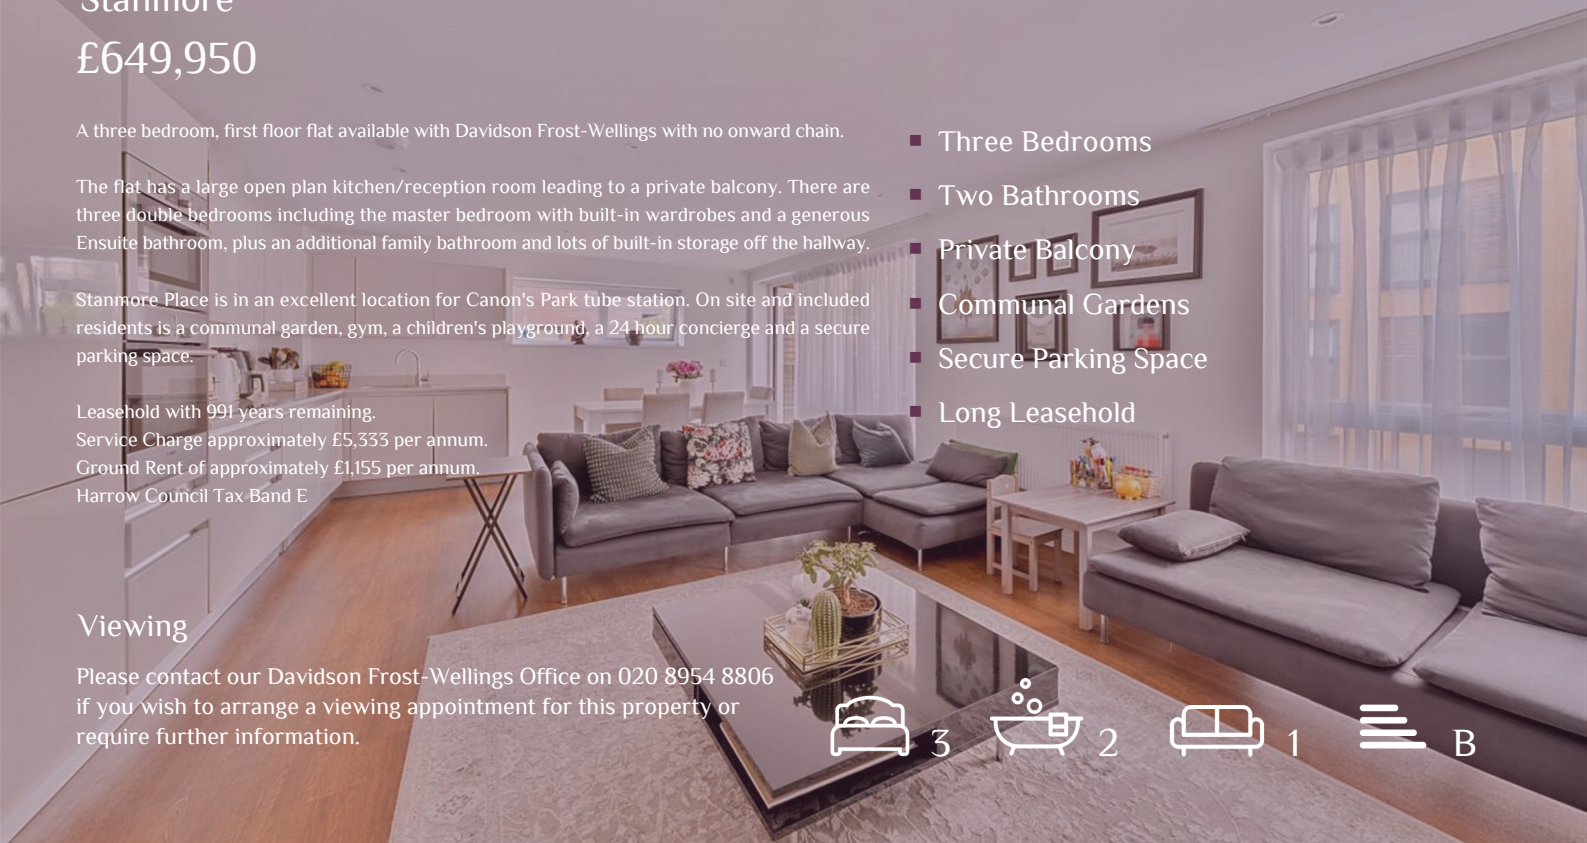 Stanmore
£649,950
A three bedroom, first floor flat available with Davidson Frost-Wellings with no onward chain.
The flat has a large open plan kitchen/reception room leading to a private balcony. There are
three double bedrooms including the master bedroom with built-in wardrobes and a generous
Ensuite bathroom, plus an additional family bathroom and lots of built-in storage off the hallway.
Stanmore Place is in an excellent location for Canon's Park tube station. On site and included
residents is a communal garden, gym, a children's playground, a 24 hour concierge and a secure
parking space.
Leasehold with 991 years remaining.
Service Charge approximately £5,333 per annum.
Ground Rent of approximately £1,155 per annum.
Harrow Council Tax Band E
Three Bedrooms
Two Bathrooms
Private Balcony
Communal Gardens
Secure Parking Space
Long Leasehold
Viewing
Please contact our Davidson Frost-Wellings Office on 020 8954 8806
if you wish to arrange a viewing appointment for this property or
require further information.
3 2 1 B